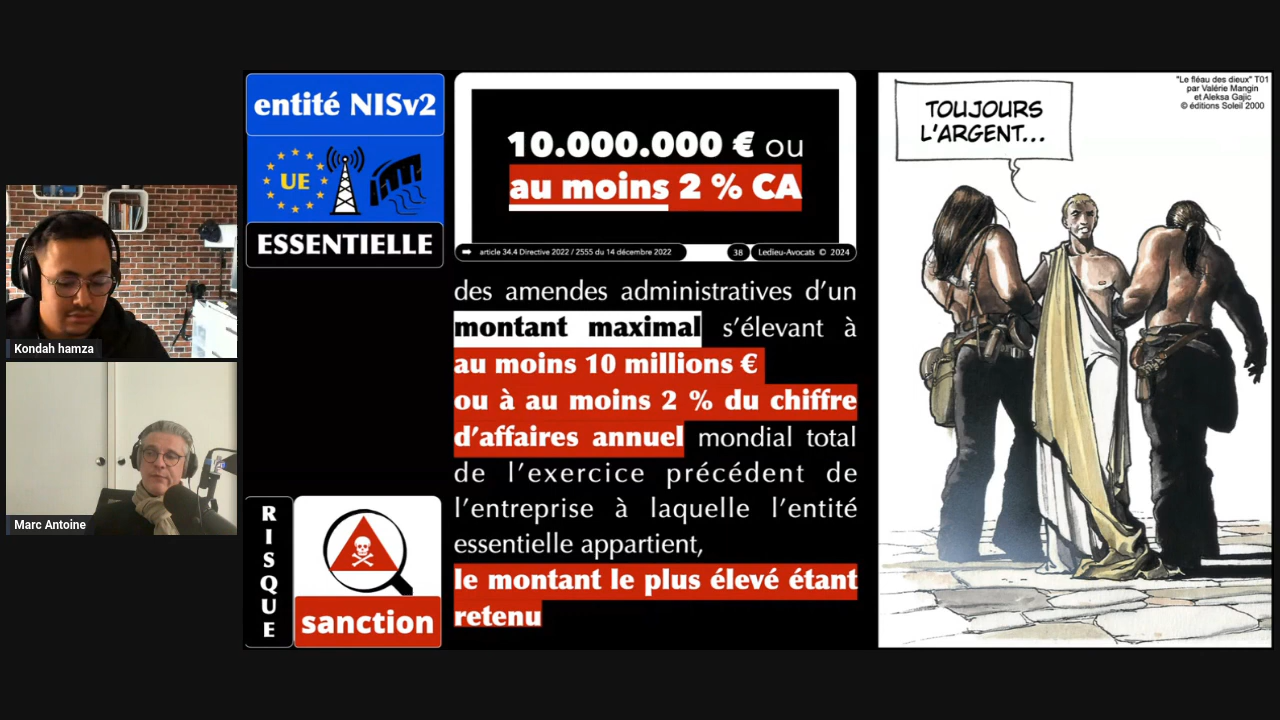 entité NISv2
UE
ESSENTIELLE
10.000.000 € ou
au moins 2 % CA
article 34.4 Directive 2022 / 2555 du 14 décembre 2022
38
Ledieu-Avocats © 2024
des amendes administratives d’un
montant maximal s’élevant à
au moins 10 millions €
ou à au moins 2 % du chiffre
d’affaires annuel mondial total
de l’exercice précédent de
l’entreprise à laquelle l’entité
essentielle appartient,
le montant le plus élevé étant
retenu
RISQUE
sanction
"Le fléau des dieux" T01
par Valérie Mangin
et Aleksa Gajic
© éditions Soleil 2000
TOUJOURS
L'ARGENT...
Kondah hamza
Marc Antoine